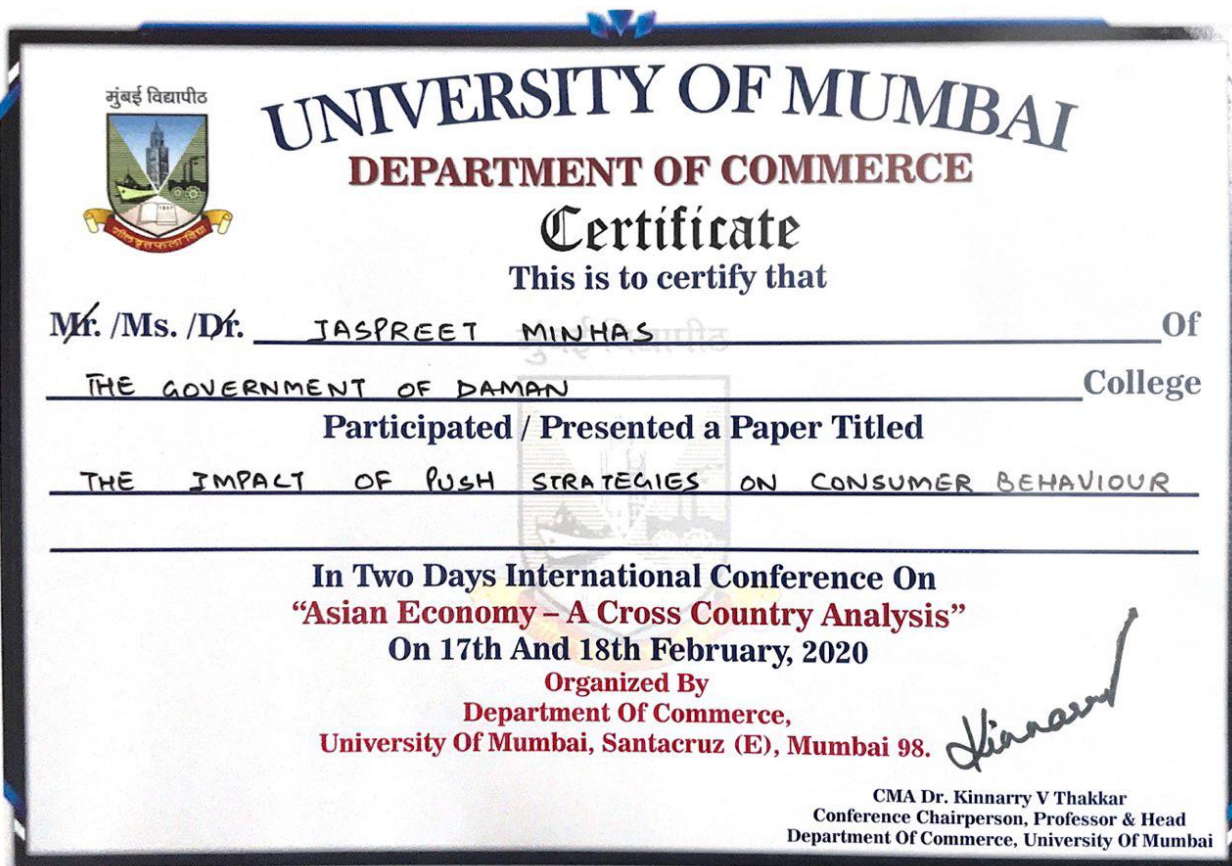 मुंबई विद्यापीठ
UNIVERSITY OF MUMBAI
DEPARTMENT OF COMMERCE
Certificate
This is to certify that
Mr. /Ms. /Dr. JASPREET MINHAS Of
THE GOVERNMENT OF DAMAN College
Participated / Presented a Paper Titled
THE IMPACT OF PUSH STRATEGIES ON CONSUMER BEHAVIOUR
In Two Days International Conference On
“Asian Economy – A Cross Country Analysis”
On 17th And 18th February, 2020
Organized By
Department Of Commerce,
University Of Mumbai, Santacruz (E), Mumbai 98.
Kinnarry
CMA Dr. Kinnarry V Thakkar
Conference Chairperson, Professor & Head
Department Of Commerce, University Of Mumbai